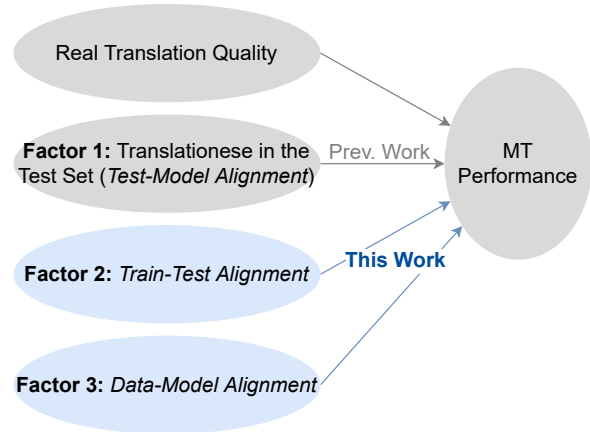 Real Translation Quality
Factor 1: Translationese in the
Test Set (Test-Model Alignment)
Prev. Work
MT
Performance
Factor 2: Train-Test Alignment
This Work
Factor 3: Data-Model Alignment